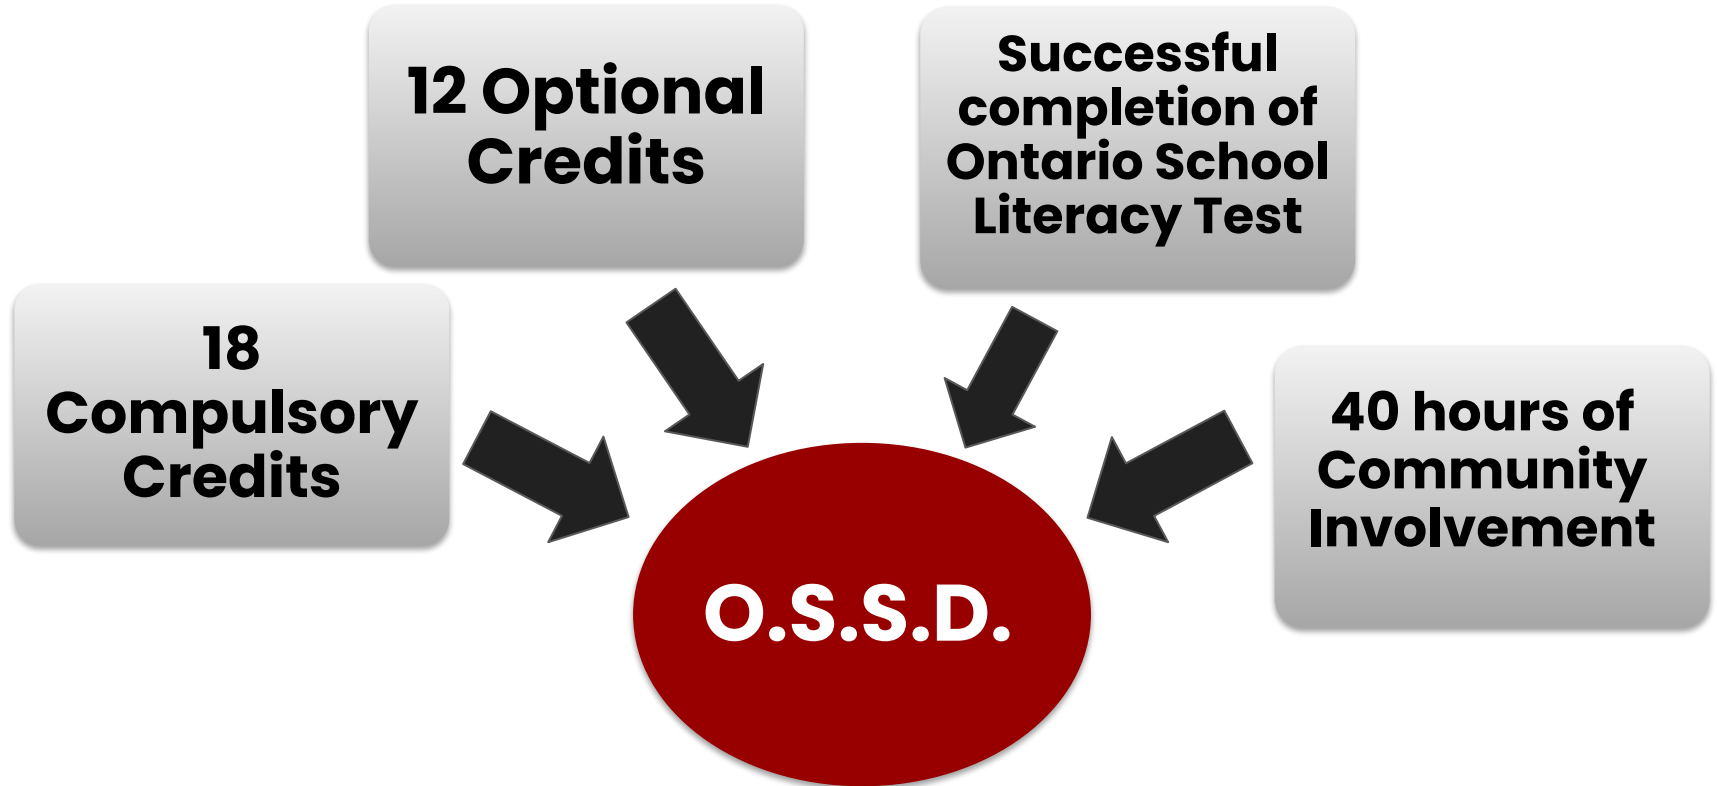 12 Optional
Credits
Successful
completion of
Ontario School
Literacy Test
18
Compulsory
Credits
40 hours of
Community
Involvement
O.S.S.D.